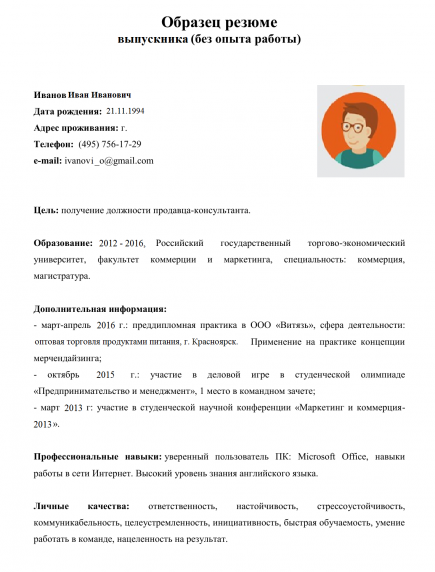 Образец резюме
выпускника (без опыта работы)
Иванов Иван Иванович
Дата рождения: 21.11.1994
Адрес проживания: г.
Телефон: (495) 756-17-29
e-mail: ivanovi_o@gmail.com
Цель: получение должности продавца-консультанта.
Образование: 2012 - 2016, Российский государственный торгово-экономический
университет, факультет коммерции и маркетинга, специальность: коммерция,
магистратура.
Дополнительная информация:
- март-апрель 2016 г.: преддипломная практика в ООО «Витязь», сфера деятельности:
оптовая торговля продуктами питания, г. Красноярск. Применение на практике концепции
мерчендайзинга;
- октябрь 2015 г.: участие в деловой игре в студенческой олимпиаде
«Предпринимательство и менеджмент», 1 место в командном зачете;
- март 2013 г: участие в студенческой научной конференции «Маркетинг и коммерция-
2013».
Профессиональные навыки: уверенный пользователь ПК: Microsoft Office, навыки
работы в сети Интернет. Высокий уровень знания английского языка.
Личные качества: ответственность, настойчивость, стрессоустойчивость,
коммуникабельность, целеустремленность, инициативность, быстрая обучаемость, умение
работать в команде, нацеленность на результат.